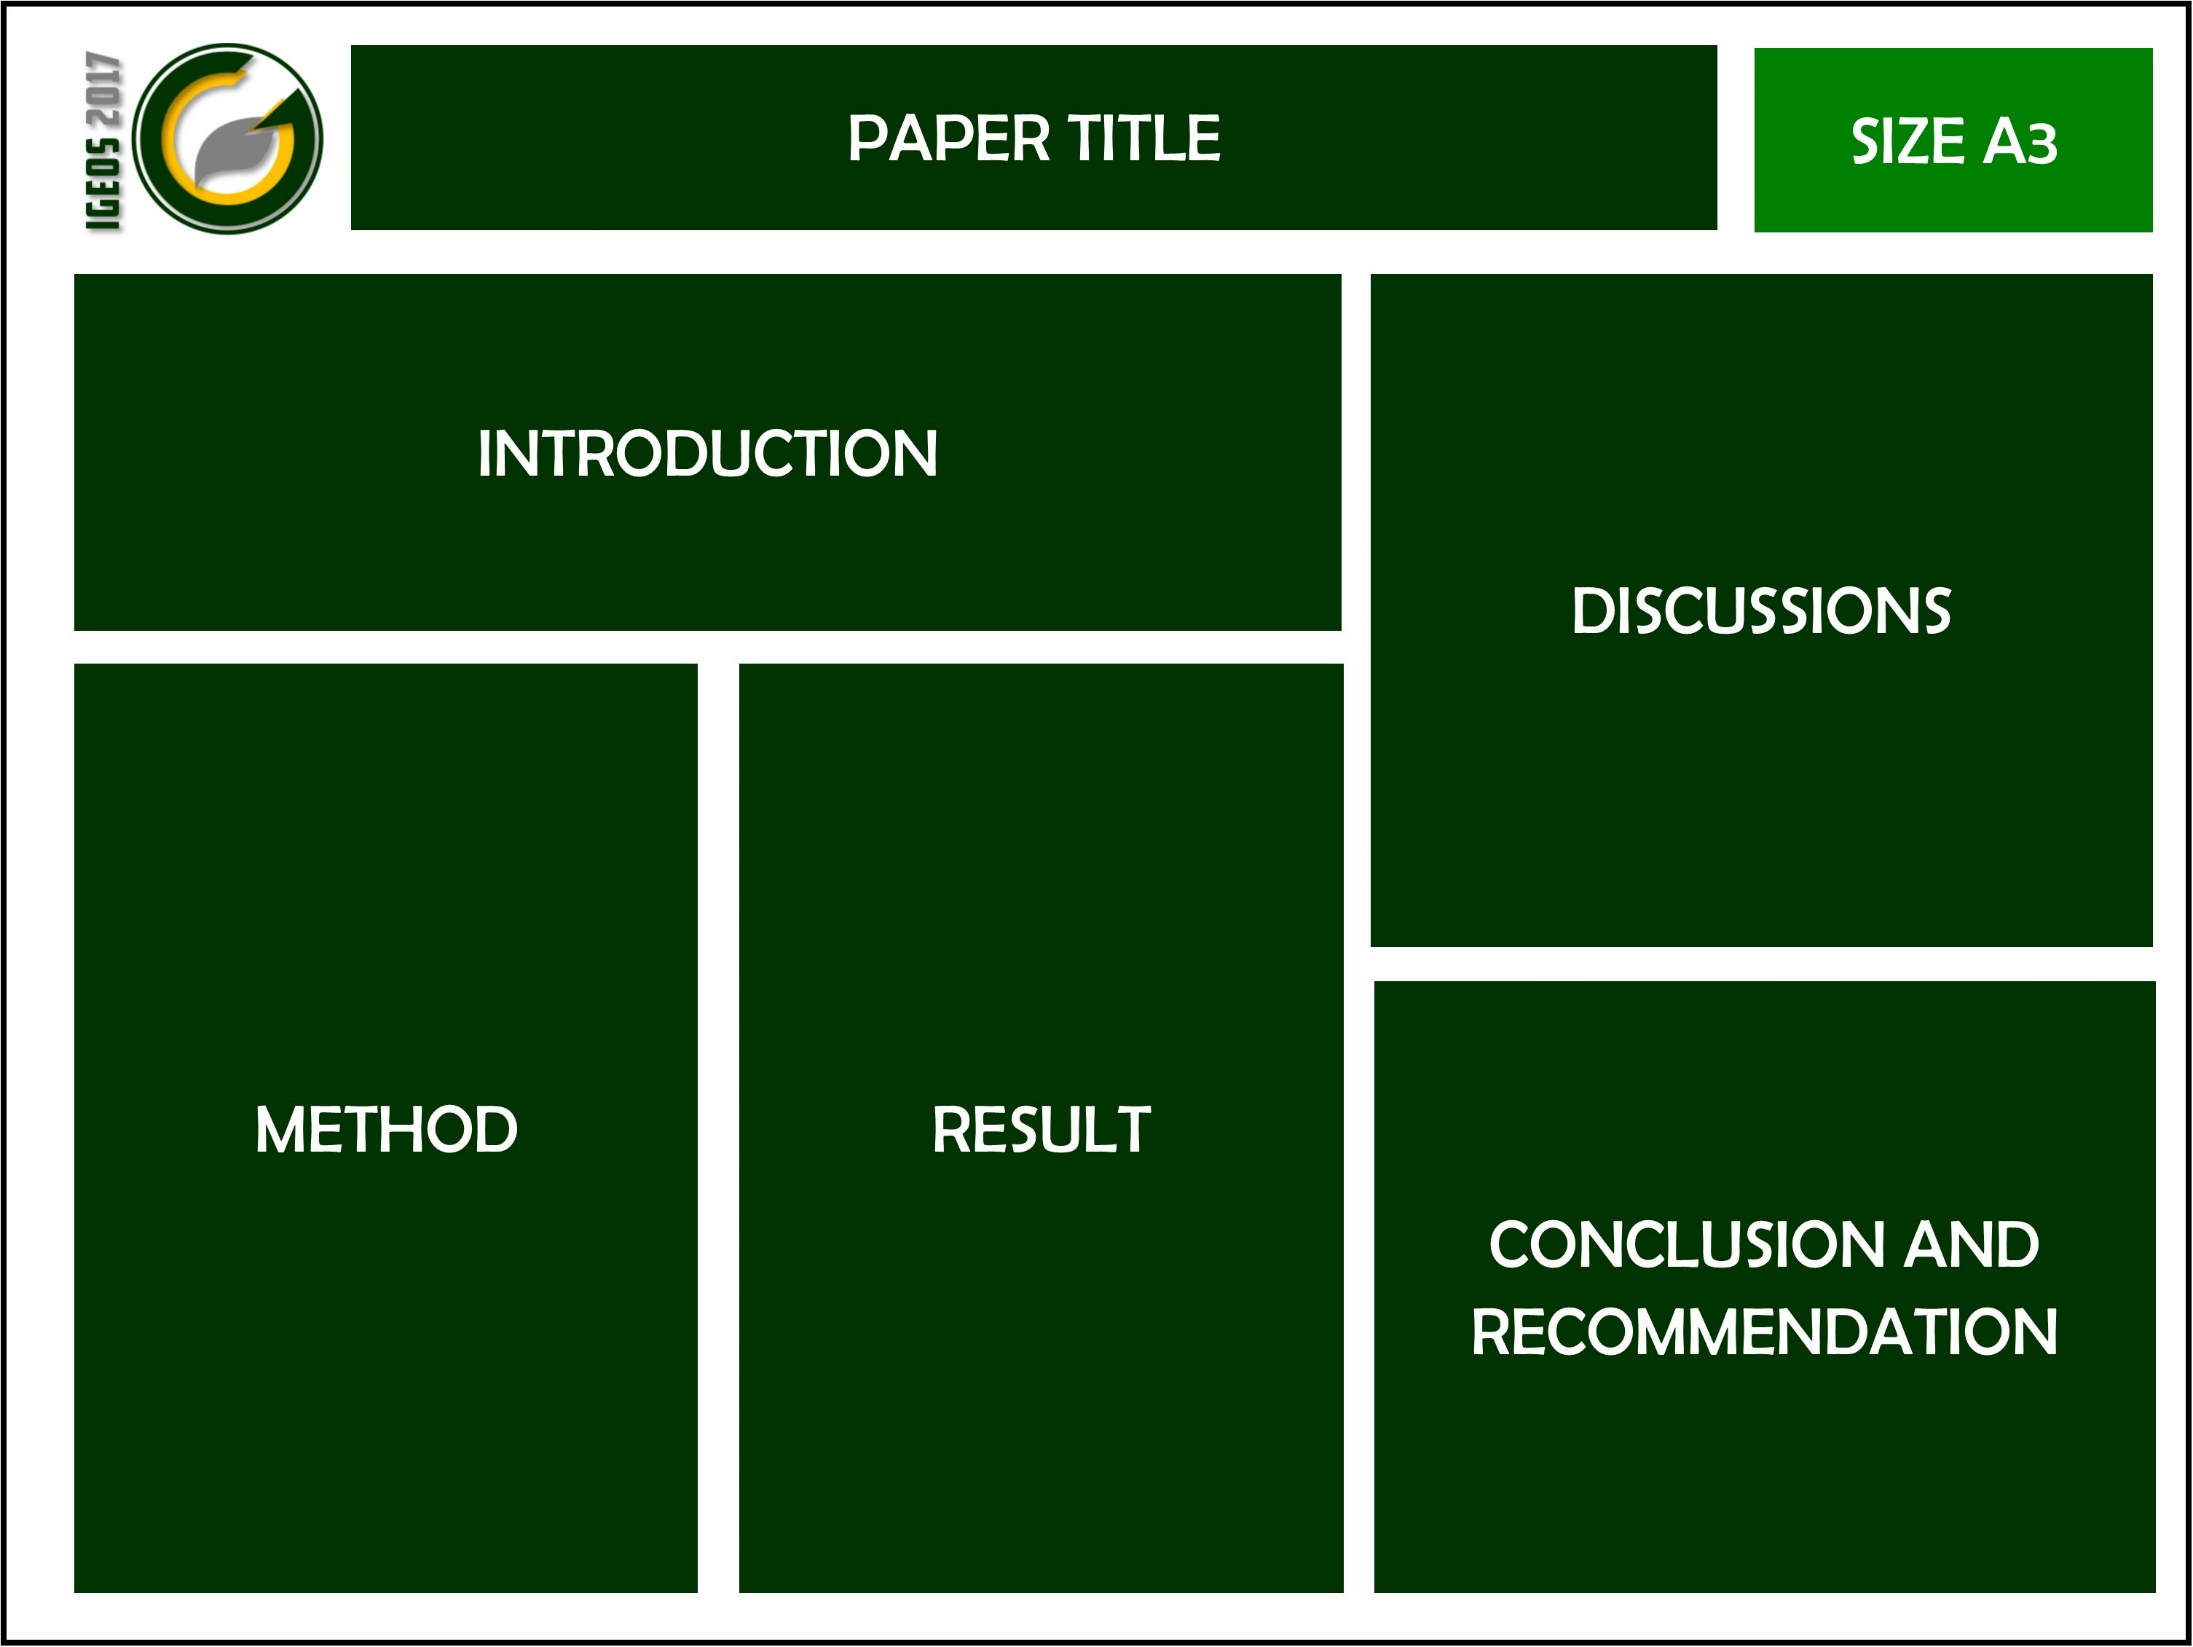 IGEOS 2017
PAPER TITLE
SIZE A3
INTRODUCTION
DISCUSSIONS
METHOD
RESULT
CONCLUSION AND
RECOMMENDATION